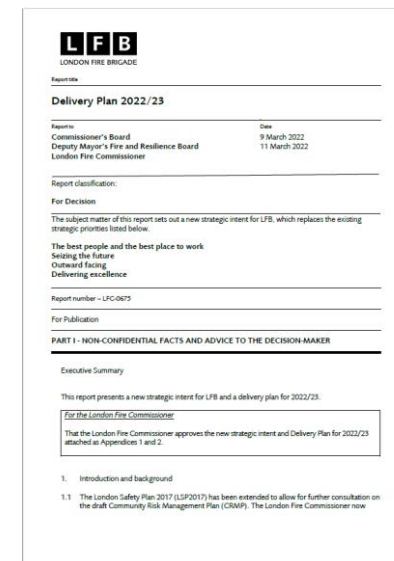 LFB
LONDON FIRE BRIGADE
Report title
Delivery Plan 2022/23
Report to
Date
Commissioner's Board
9 March 2022
Deputy Mayor's Fire and Resilience Board
11 March 2022
London Fire Commissioner
Report classification:
For Decision
The subject matter of this report sets out a new strategic intent for LFB, which replaces the existing
strategic priorities listed below.
The best people and the best place to work
Seizing the future
Outward facing
Delivering excellence
Report number – LFC-0675
For Publication
PART I - NON-CONFIDENTIAL FACTS AND ADVICE TO THE DECISION-MAKER
Executive Summary
This report presents a new strategic intent for LFB and a delivery plan for 2022/23.
For the London Fire Commissioner
That the London Fire Commissioner approves the new strategic intent and Delivery Plan for 2022/23
attached as Appendices 1 and 2.
1. Introduction and background
1.1 The London Safety Plan 2017 (LSP2017) has been extended to allow for further consultation on
the draft Community Risk Management Plan (CRMP). The London Fire Commissioner now